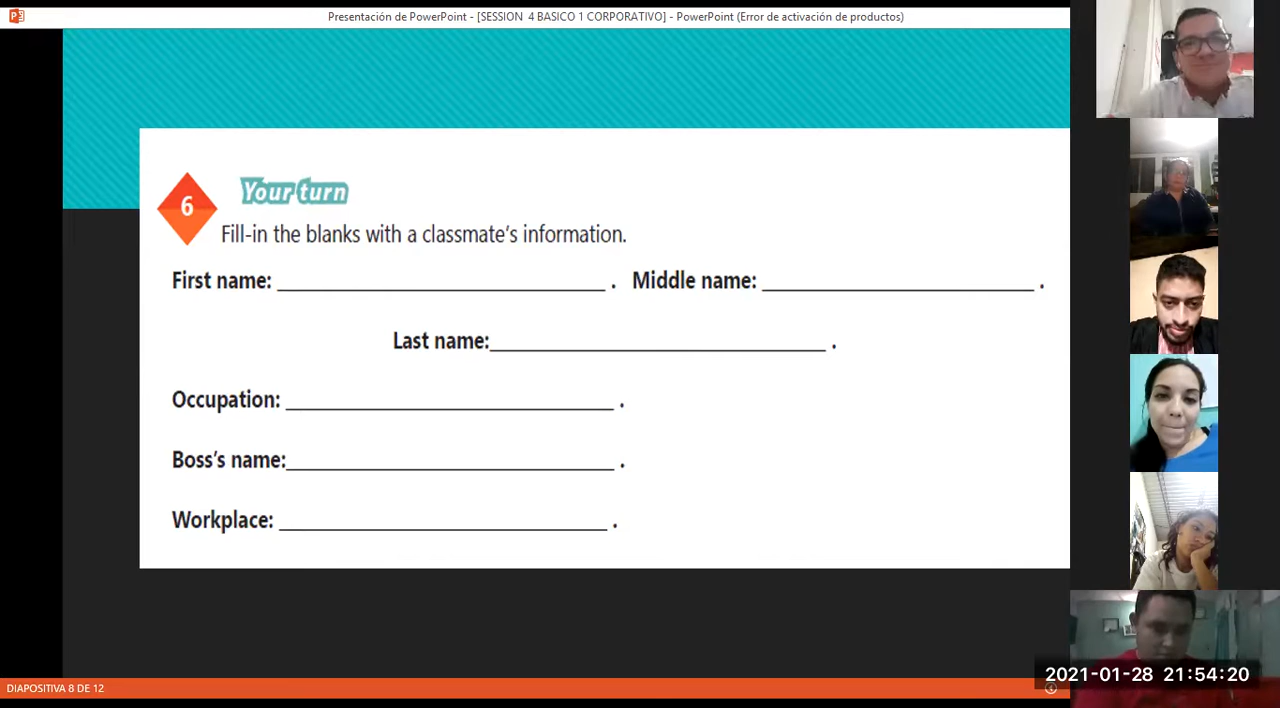 Presentación de PowerPoint - [SESSION 4 BASICO 1 CORPORATIVO] - PowerPoint (Error de activación de productos)
6
Your turn
Fill-in the blanks with a classmate's information.
First name: ______________________________ . Middle name: _________________________ .
Last name:_______________________________ .
Occupation: ______________________________ .
Boss's name:______________________________ .
Workplace: ______________________________ .
2021-01-28 21:54:20
DIAPOSITIVA 8 DE 12